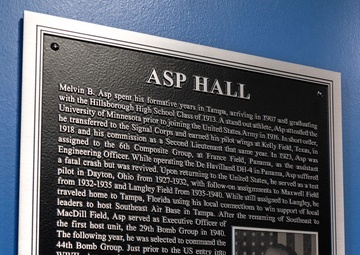 ASP HALL
Melvin B. Asp spent his formative years in Tampa, arriving in 1907 and graduating
with the Hillsborough High School Class of 1913. A stand out athlete, Asp attended the
University of Minnesota prior to joining the United States Army in 1916. In short order,
he transferred to the Signal Corps and earned his pilot wings at Kelly Field, Texas, in
1918 and his commission as a Second Lieutenant that same year. In 1923, Asp was
assigned to the 6th Composite Group, at France Field, Panama, as the assistant
Engineering Officer. While operating the De Havilland DH-4 in Panama, Asp suffered
a fatal crash but was revived. Upon returning to the United States, he served as a test
pilot in Dayton, Ohio from 1927-1932, with follow-on assignments to Maxwell Field
from 1932-1935 and Langley Field from 1935-1940. While still assigned to Langley, he
traveled home to Tampa, Florida using his local connections to win support of local
leaders to host Southeast Air Base in Tampa. After the renaming of Southeast to
MacDill Field, Asp served as Executive Officer of
the first host unit, the 29th Bomb Group in 1940.
The following year, he was selected to command the
44th Bomb Group. Just prior to the US entry into